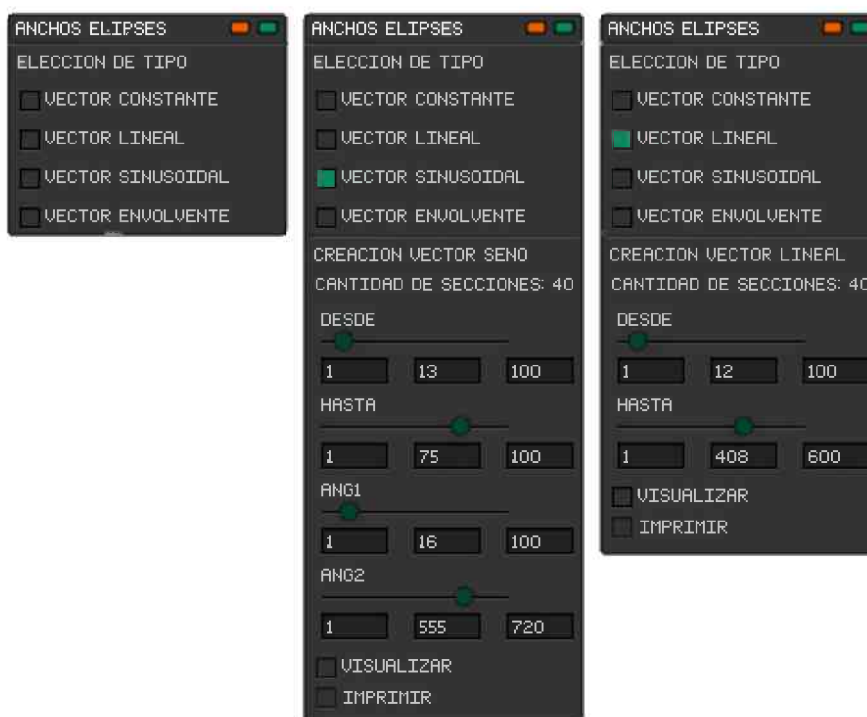 ANCHOS ELIPSES
ELECCION DE TIPO
VECTOR CONSTANTE
VECTOR LINEAL
VECTOR SINUSOIDAL
VECTOR ENVOLVENTE
ANCHOS ELIPSES
ELECCION DE TIPO
VECTOR CONSTANTE
VECTOR LINEAL
VECTOR SINUSOIDAL
VECTOR ENVOLVENTE
CREACION VECTOR SENO
CANTIDAD DE SECCIONES: 40
DESDE
1 13 100
HASTA
1 75 100
ANG1
1 16 100
ANG2
1 555 720
VISUALIZAR
IMPRIMIR
ANCHOS ELIPSES
ELECCION DE TIPO
VECTOR CONSTANTE
VECTOR LINEAL
VECTOR SINUSOIDAL
VECTOR ENVOLVENTE
CREACION VECTOR LINEAL
CANTIDAD DE SECCIONES: 40
DESDE
1 12 100
HASTA
1 408 600
VISUALIZAR
IMPRIMIR